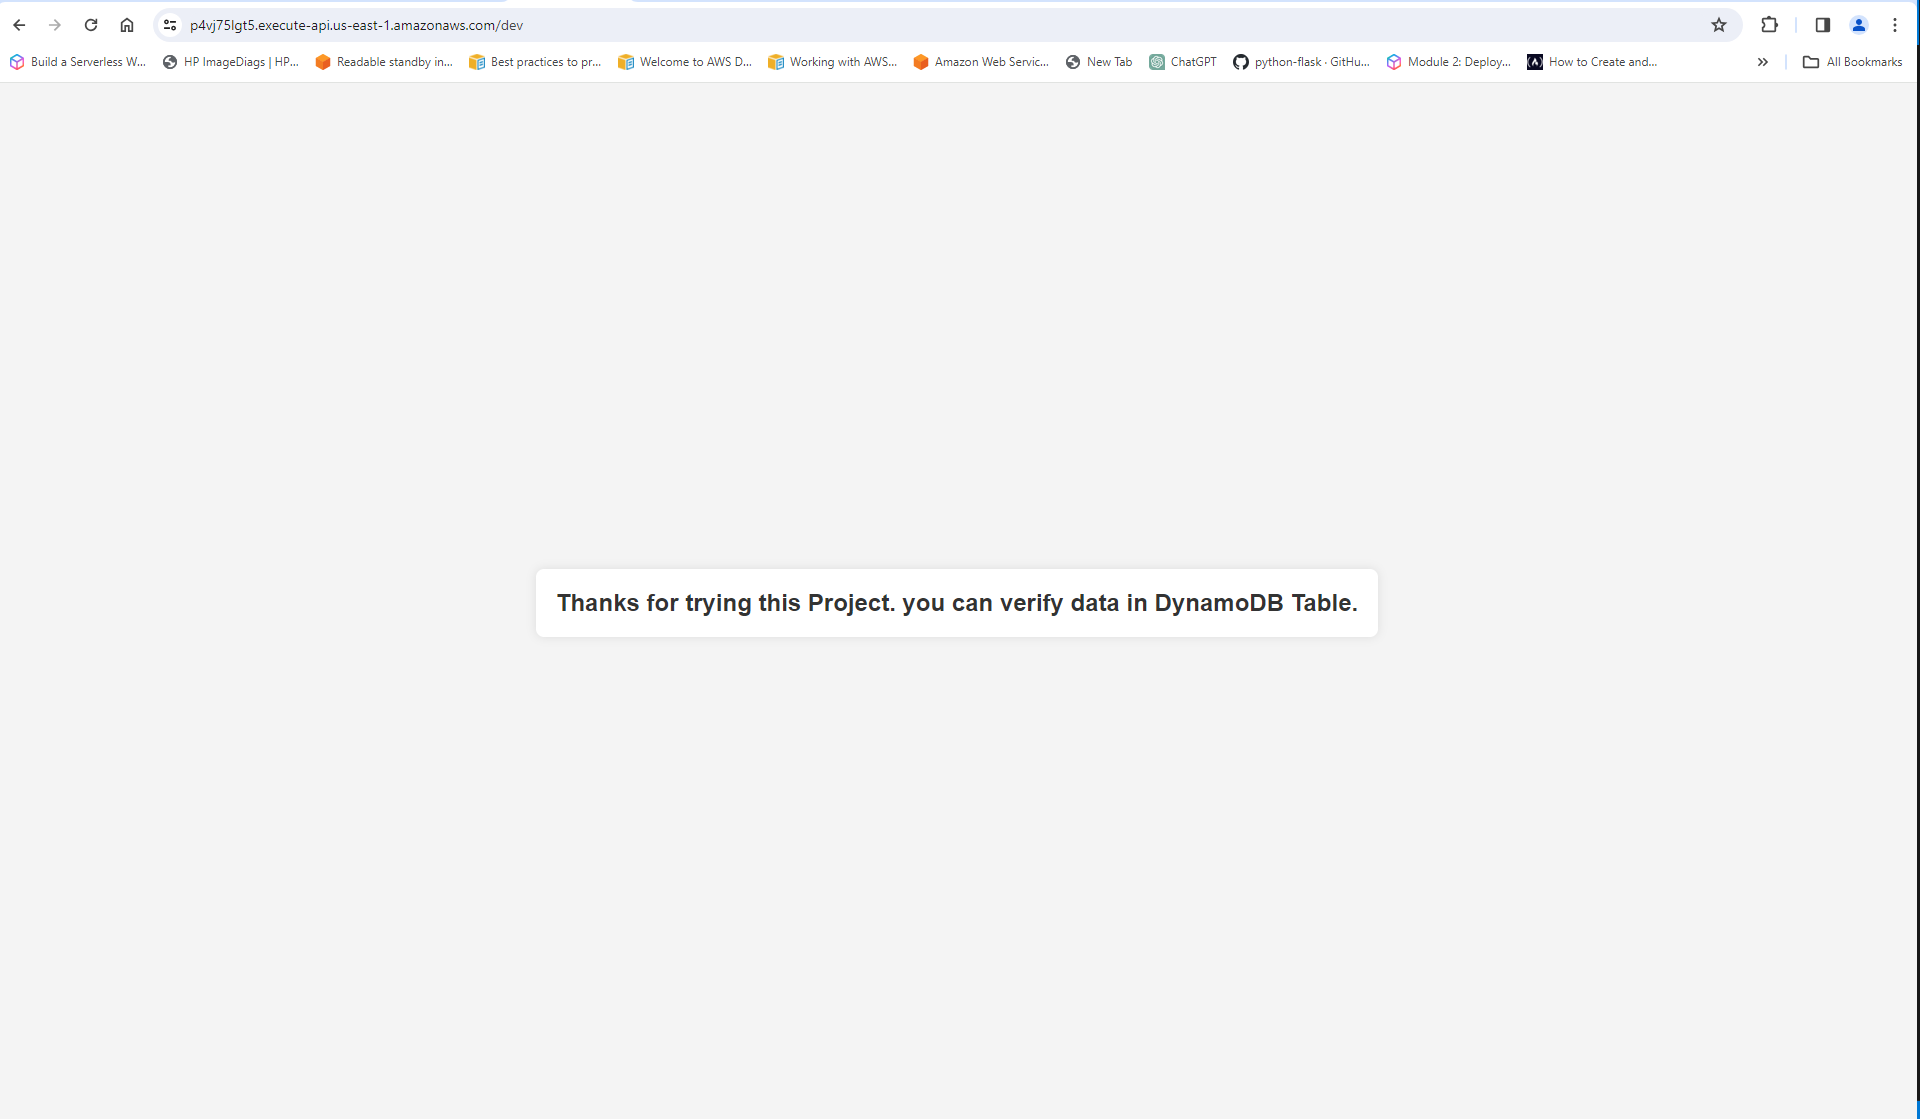 p4vj75lgt5.execute-api.us-east-1.amazonaws.com/dev
Build a Serverless W... HP ImageDiags | HP... Readable standby in... Best practices to pr... Welcome to AWS D... Working with AWS... Amazon Web Servic... New Tab ChatGPT python-flask · GitHu... Module 2: Deploy... How to Create and... All Bookmarks
Thanks for trying this Project. you can verify data in DynamoDB Table.